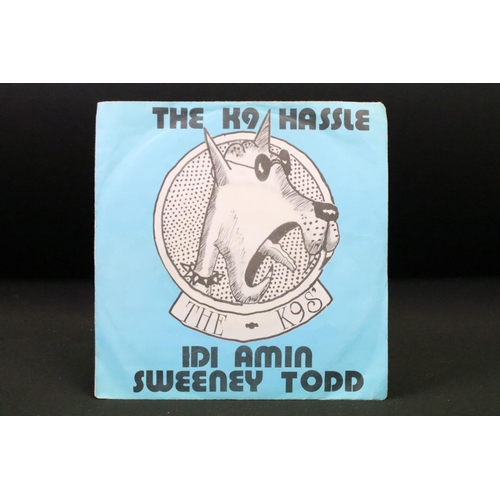 THE K9 HASSLE
THE - K9S'
IDI AMIN
SWEENEY TODD